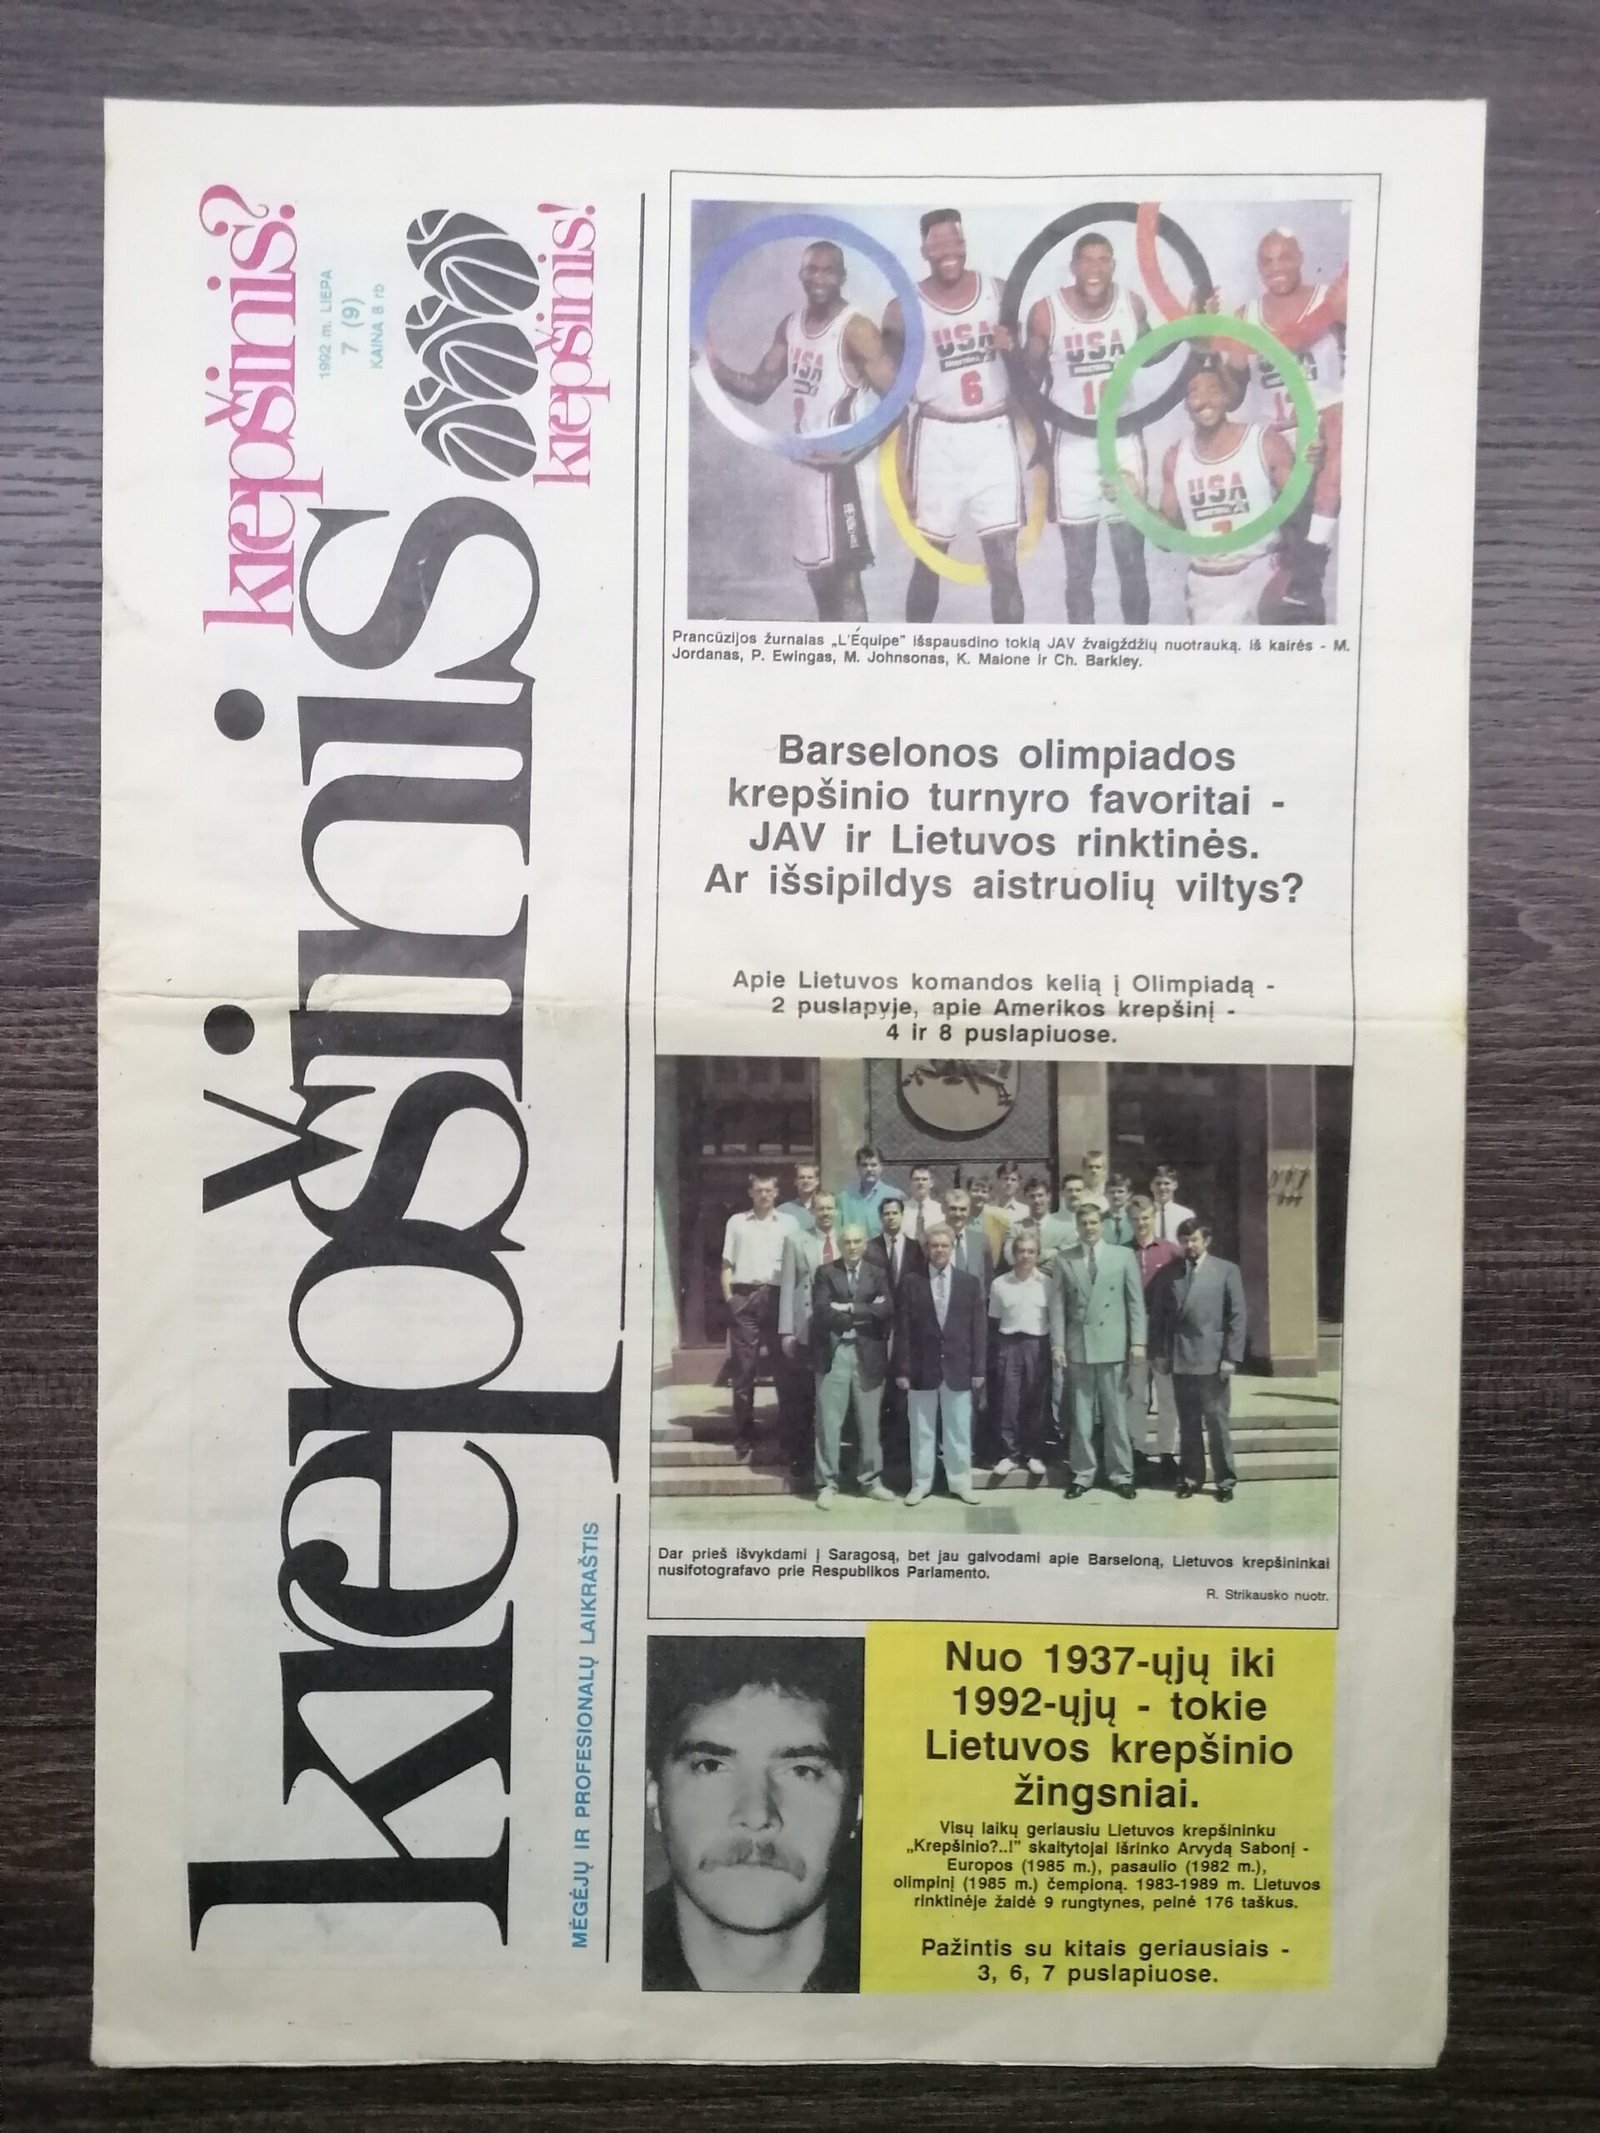 krepšinis?
1992 m. LIEPA
7 (9)
KAINA 8 rb
krepšinis
krepšinis!
MĖGĖJŲ IR PROFESIONALŲ LAIKRAŠTIS
USA
USA
6
USA
USA
Prancūzijos žurnalas „L'Équipe" išspausdino tokią JAV žvaigždžių nuotrauką. Iš kairės - M.
Jordanas, P. Ewingas, M. Johnsonas, K. Malone ir Ch. Barkley.
Barselonos olimpiados
krepšinio turnyro favoritai -
JAV ir Lietuvos rinktinės.
Ar išsipildys aistruolių viltys?
Apie Lietuvos komandos kelią į Olimpiadą -
2 puslapyje, apie Amerikos krepšinį -
4 ir 8 puslapiuose.
Dar prieš išvykdami į Saragosą, bet jau galvodami apie Barseloną, Lietuvos krepšininkai
nusifotografavo prie Respublikos Parlamento.
R. Strikausko nuotr.
Nuo 1937-ųjų iki
1992-ųjų - tokie
Lietuvos krepšinio
žingsniai.
Visų laikų geriausiu Lietuvos krepšininku
„Krepšinio?..!" skaitytojai išrinko Arvydą Sabonį -
Europos (1985 m.), pasaulio (1982 m.),
olimpinį (1985 m.) čempioną. 1983-1989 m. Lietuvos
rinktinėje žaidė 9 rungtynes, pelnė 176 taškus.
Pažintis su kitais geriausiais -
3, 6, 7 puslapiuose.